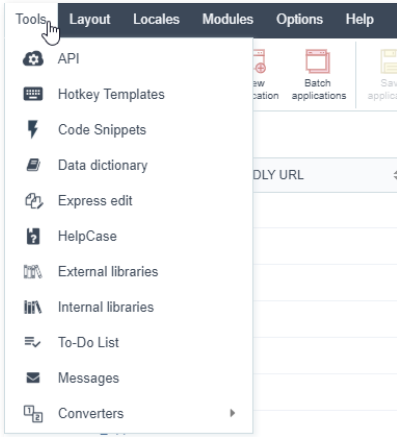 Tools Layout Locales Modules Options Help
API
Hotkey Templates
Code Snippets
Data dictionary
Express edit
HelpCase
External libraries
Internal libraries
To-Do List
Messages
Converters
Batch
applications
DLY URL